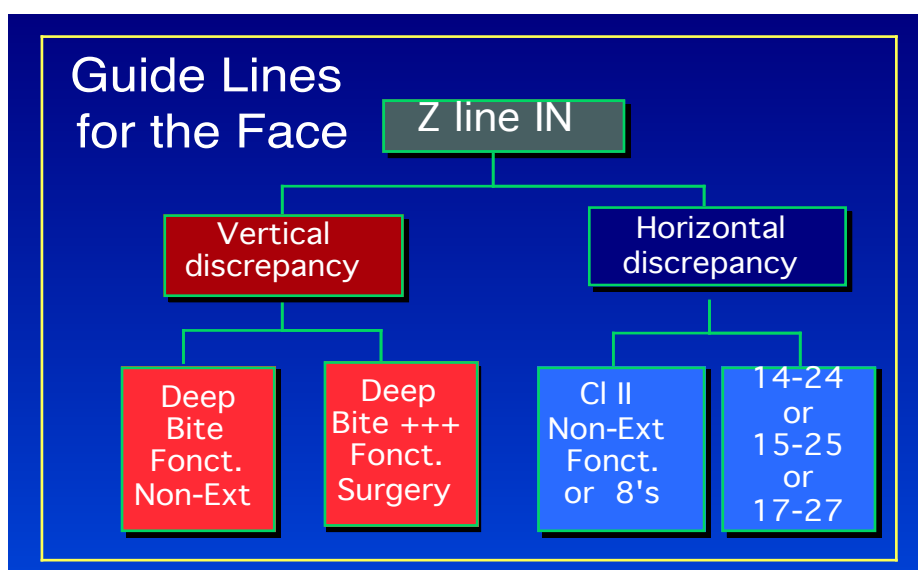 Guide Lines
for the Face
Z line IN
Vertical
discrepancy
Horizontal
discrepancy
Deep
Bite
Fonct.
Non-Ext
Deep
Bite +++
Fonct.
Surgery
Cl II
Non-Ext
Fonct.
or 8's
14-24
or
15-25
or
17-27